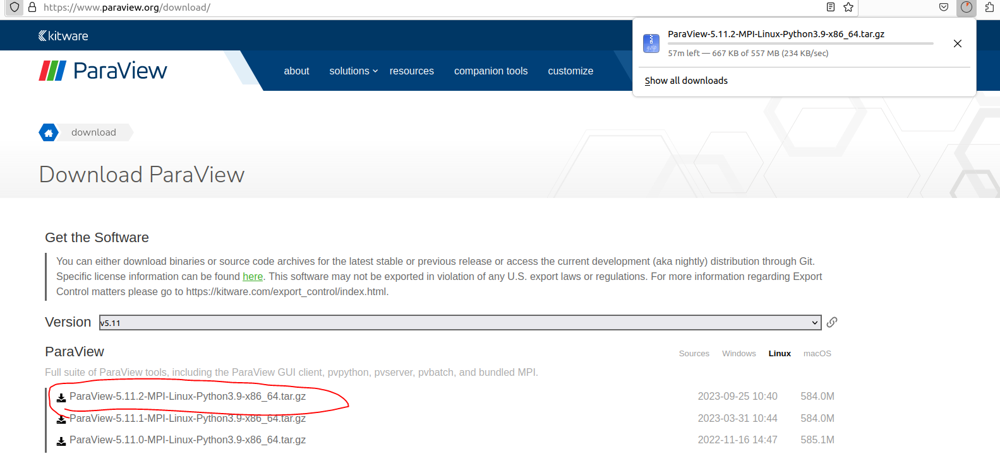 https://www.paraview.org/download/
kitware
ParaView-5.11.2-MPI-Linux-Python3.9-x86_64.tar.gz
57m left — 667 KB of 557 MB (234 KB/sec)
Show all downloads
ParaView
about solutions resources companion tools customize
download
Download ParaView
Get the Software
You can either download binaries or source code archives for the latest stable or previous release or access the current development (aka nightly) distribution through Git.
Specific license information can be found here. This software may not be exported in violation of any U.S. export laws or regulations. For more information regarding Export
Control matters please go to https://kitware.com/export_control/index.html.
Version v5.11
ParaView Sources Windows Linux macOS
Full suite of ParaView tools, including the ParaView GUI client, pvpython, pvserver, pvbatch, and bundled MPI.
ParaView-5.11.2-MPI-Linux-Python3.9-x86_64.tar.gz 2023-09-25 10:40 584.0M
ParaView-5.11.1-MPI-Linux-Python3.9-x86_64.tar.gz 2023-03-31 10:44 584.0M
ParaView-5.11.0-MPI-Linux-Python3.9-x86_64.tar.gz 2022-11-16 14:47 585.1M